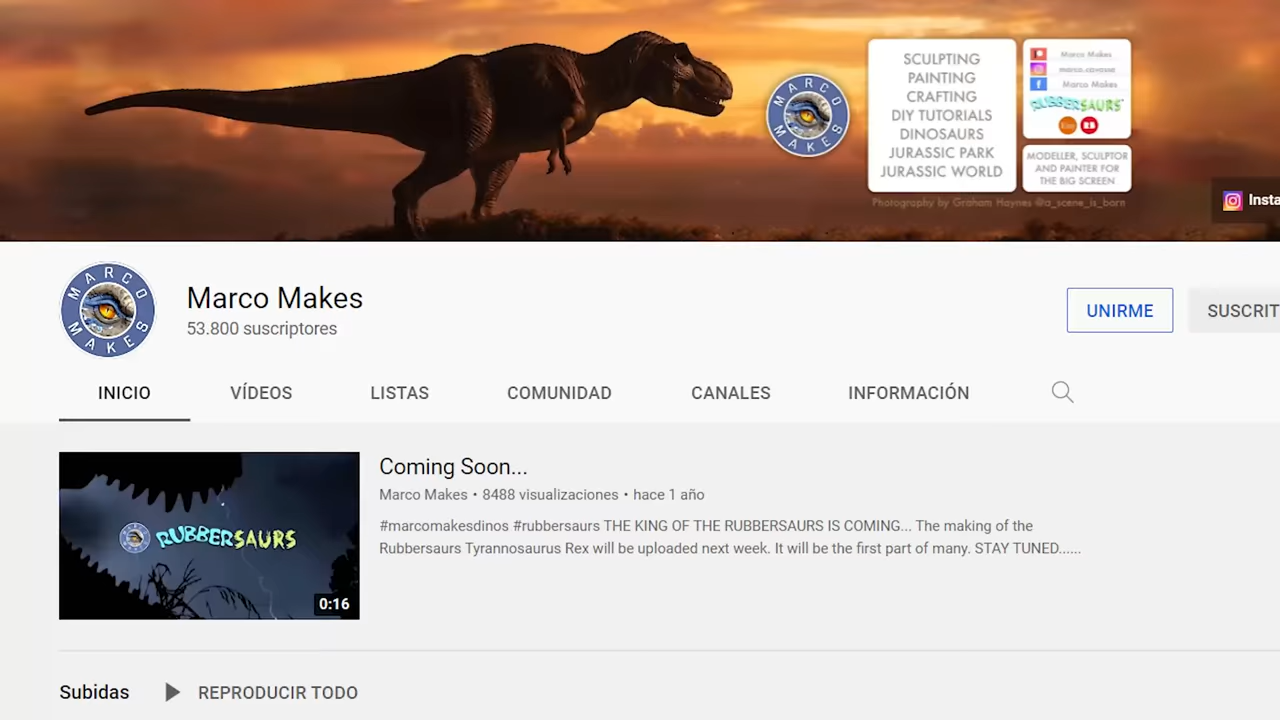 SCULPTING
PAINTING
CRAFTING
DIY TUTORIALS
DINOSAURS
JURASSIC PARK
JURASSIC WORLD
Marco Makes
marco.cavassa
Marco Makes
RUBBERSAURS
MODELLER, SCULPTOR
AND PAINTER FOR
THE BIG SCREEN
MARCO MAKES
Photography by Graham Haynes @a_scene_is_born
Insta
MARCO MAKES
Marco Makes
53.800 suscriptores
UNIRME
SUSCRIT
INICIO
VÍDEOS
LISTAS
COMUNIDAD
CANALES
INFORMACIÓN
RUBBERSAURS
0:16
Coming Soon...
Marco Makes • 8488 visualizaciones • hace 1 año
#marcomakesdinos #rubbersaurs THE KING OF THE RUBBERSAURS IS COMING... The making of the
Rubbersaurs Tyrannosaurus Rex will be uploaded next week. It will be the first part of many. STAY TUNED......
Subidas
REPRODUCIR TODO